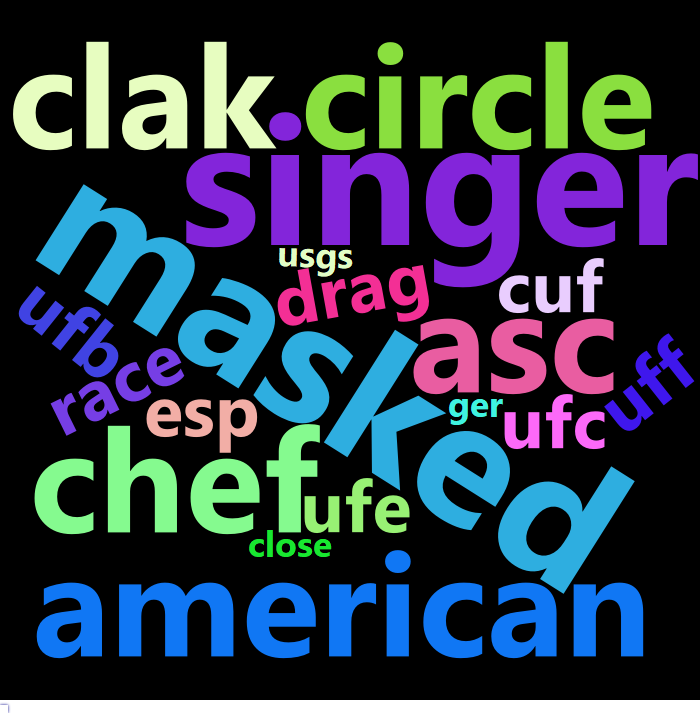 clak circle
singer
masked
usgs
drag
cuf
ufbc
asc
race
uff
esp
ger
ufc
chef
ufe
close
american